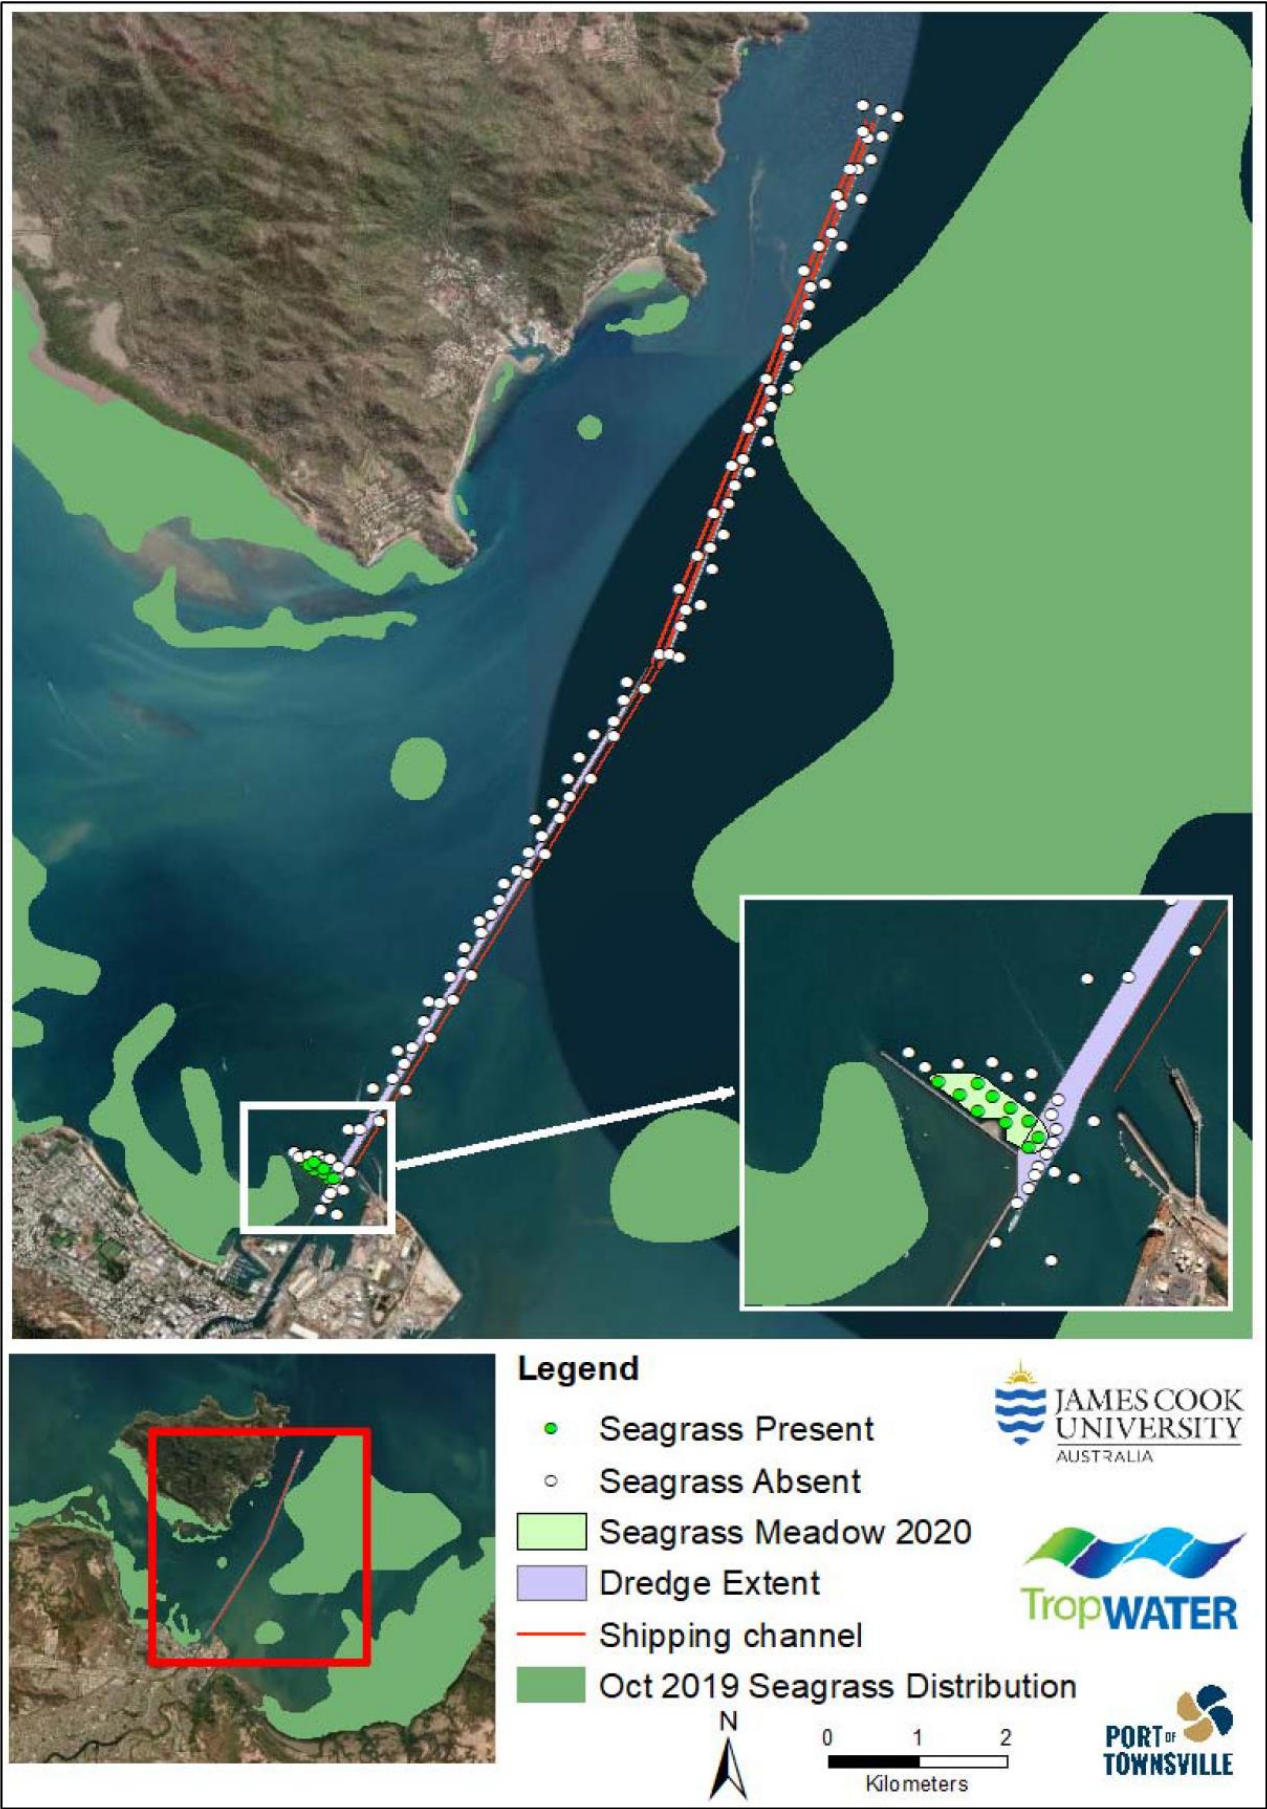 Legend
Seagrass Present
Seagrass Absent
Seagrass Meadow 2020
Dredge Extent
Shipping channel
Oct 2019 Seagrass Distribution
N
0 1 2
Kilometers
JAMES COOK
UNIVERSITY
AUSTRALIA
TropWATER
PORT OF
TOWNSVILLE